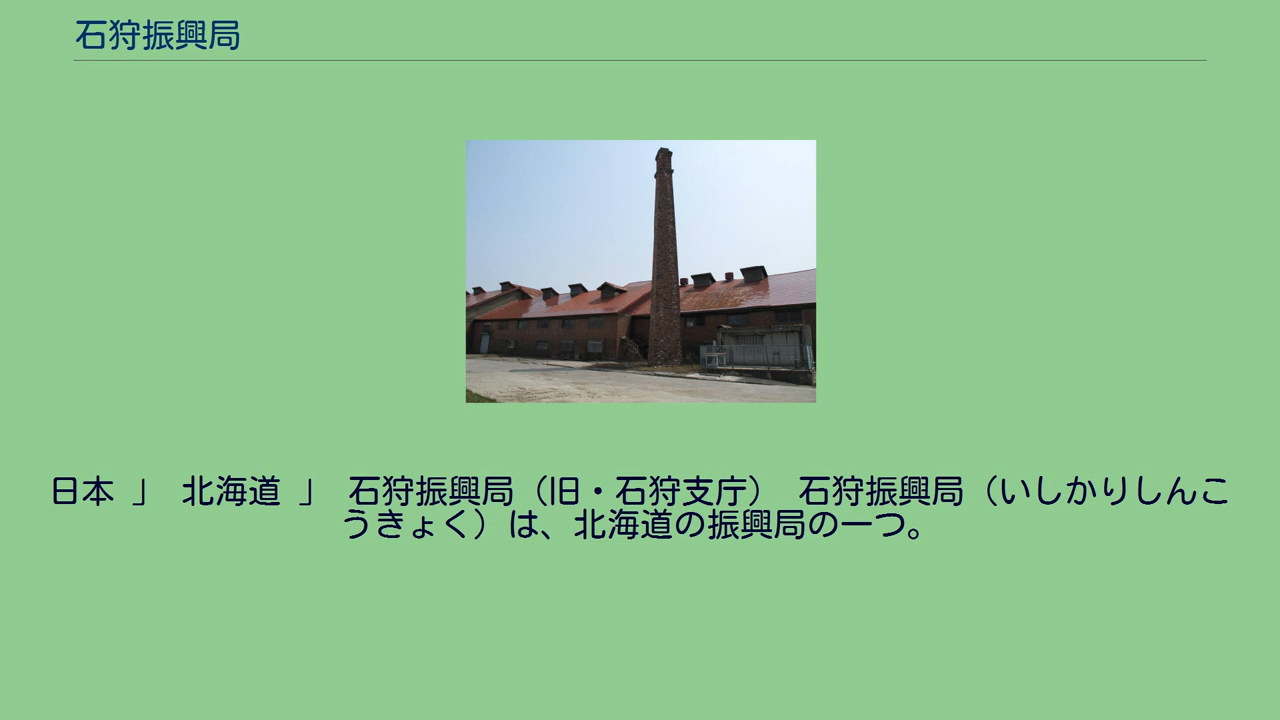 石狩振興局
日本 」 北海道 」 石狩振興局（旧・石狩支庁） 石狩振興局（いしかりしんこ
うきょく）は、北海道の振興局の一つ。